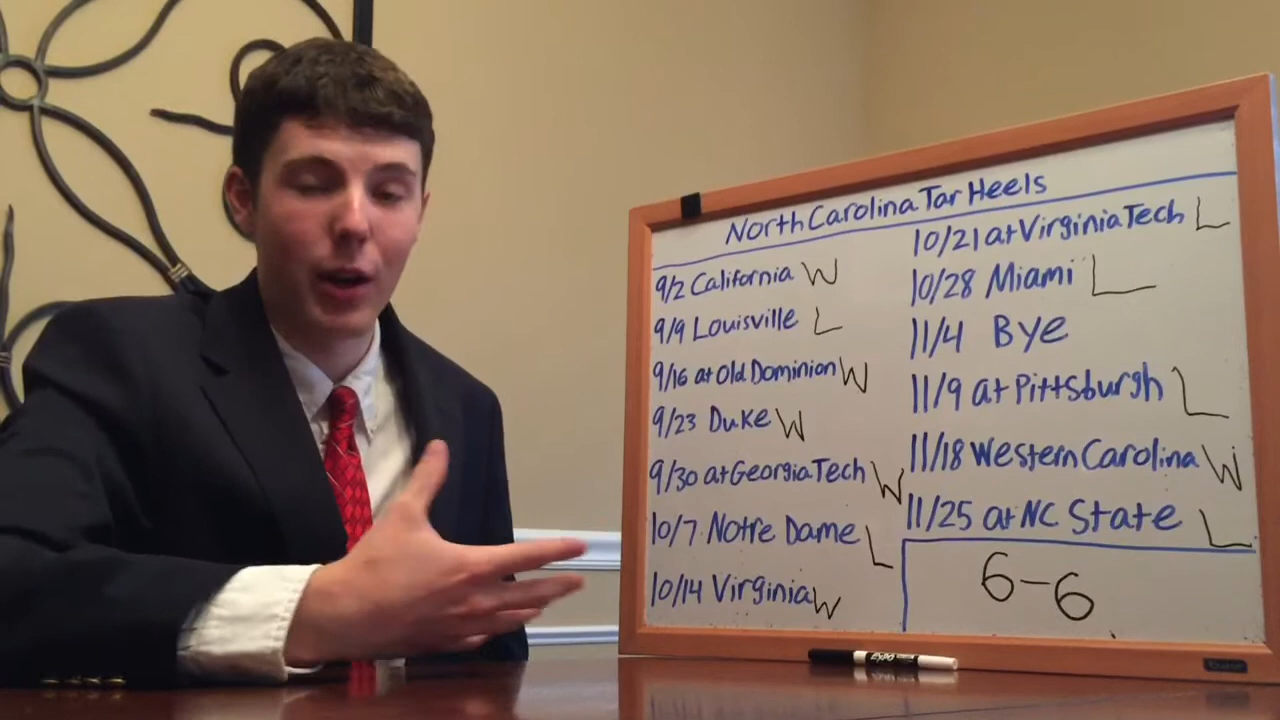 North Carolina Tar Heels
9/2 California W
9/9 Louisville L
9/16 at Old Dominion W
9/23 Duke W
9/30 at Georgia Tech W
10/7 Notre Dame L
10/14 Virginia W
10/21 at Virginia Tech L
10/28 Miami L
11/4 Bye
11/9 at Pittsburgh L
11/18 Western Carolina W
11/25 at NC State L
6-6
EXPO